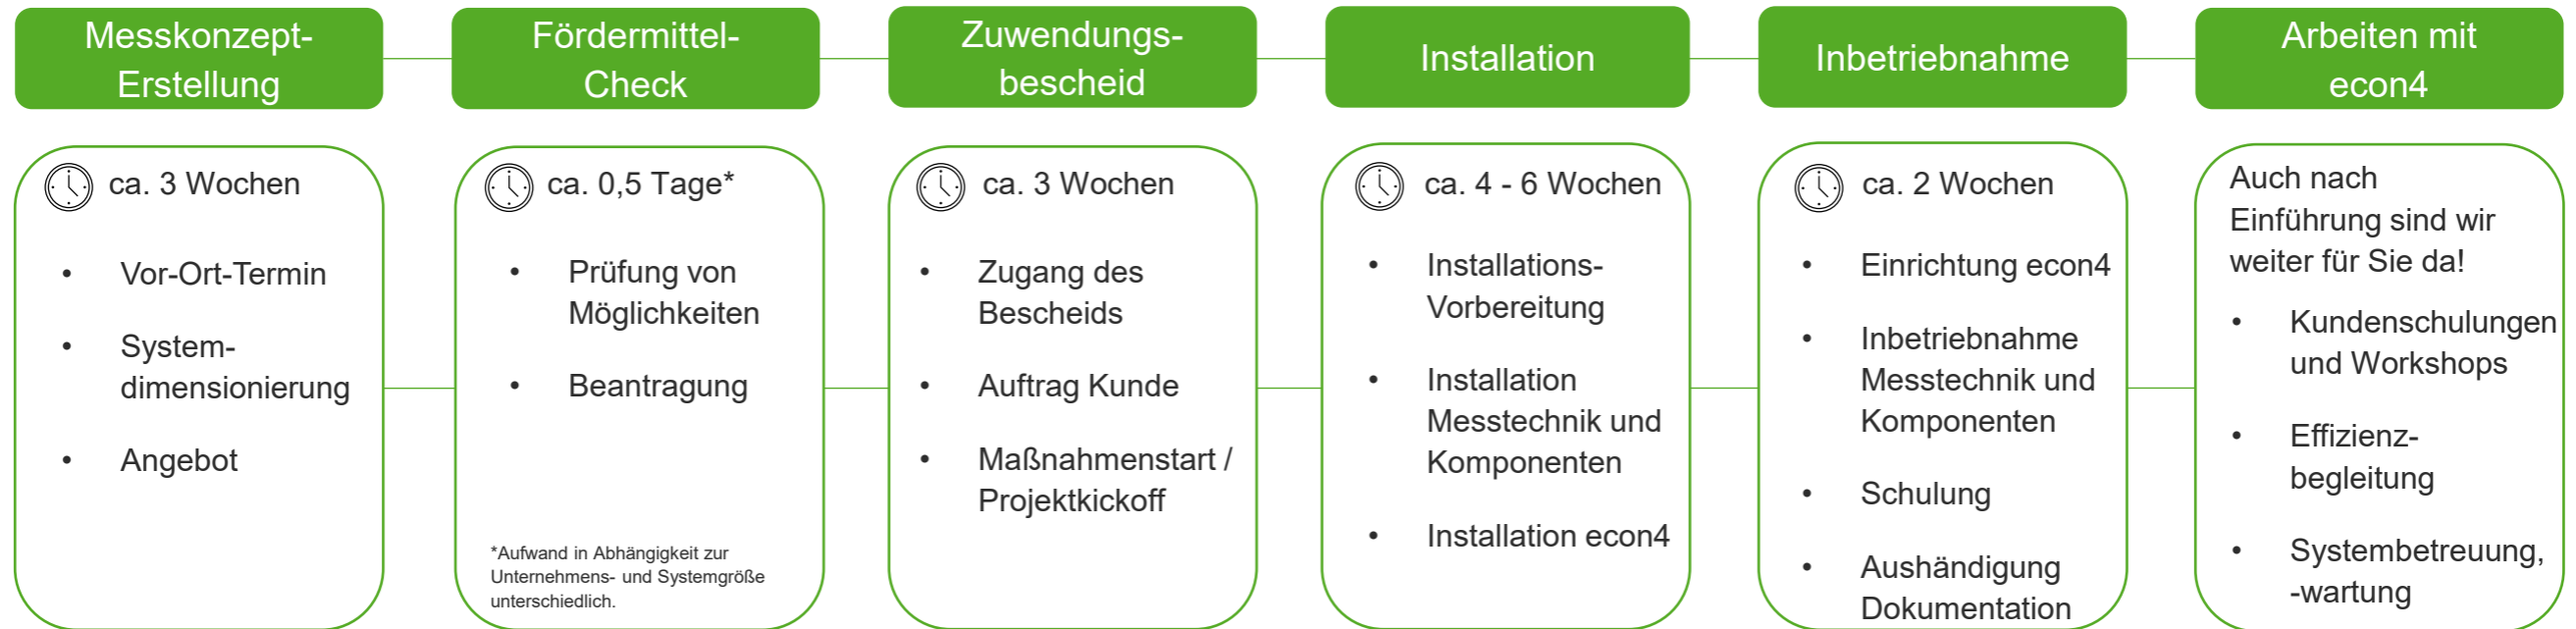 Messkonzept-
Erstellung
Fördermittel-
Check
Zuwendungs-
bescheid
Installation
Inbetriebnahme
Arbeiten mit
econ4
ca. 3 Wochen
• Vor-Ort-Termin
• System-
dimensionierung
• Angebot
ca. 0,5 Tage*
• Prüfung von
Möglichkeiten
• Beantragung
*Aufwand in Abhängigkeit zur
Unternehmens- und Systemgröße
unterschiedlich.
ca. 3 Wochen
• Zugang des
Bescheids
• Auftrag Kunde
• Maßnahmenstart /
Projektkickoff
ca. 4 - 6 Wochen
• Installations-
Vorbereitung
• Installation
Messtechnik und
Komponenten
• Installation econ4
ca. 2 Wochen
• Einrichtung econ4
• Inbetriebnahme
Messtechnik und
Komponenten
• Schulung
• Aushändigung
Dokumentation
Auch nach
Einführung sind wir
weiter für Sie da!
• Kundenschulungen
und Workshops
• Effizienz-
begleitung
• Systembetreuung,
-wartung